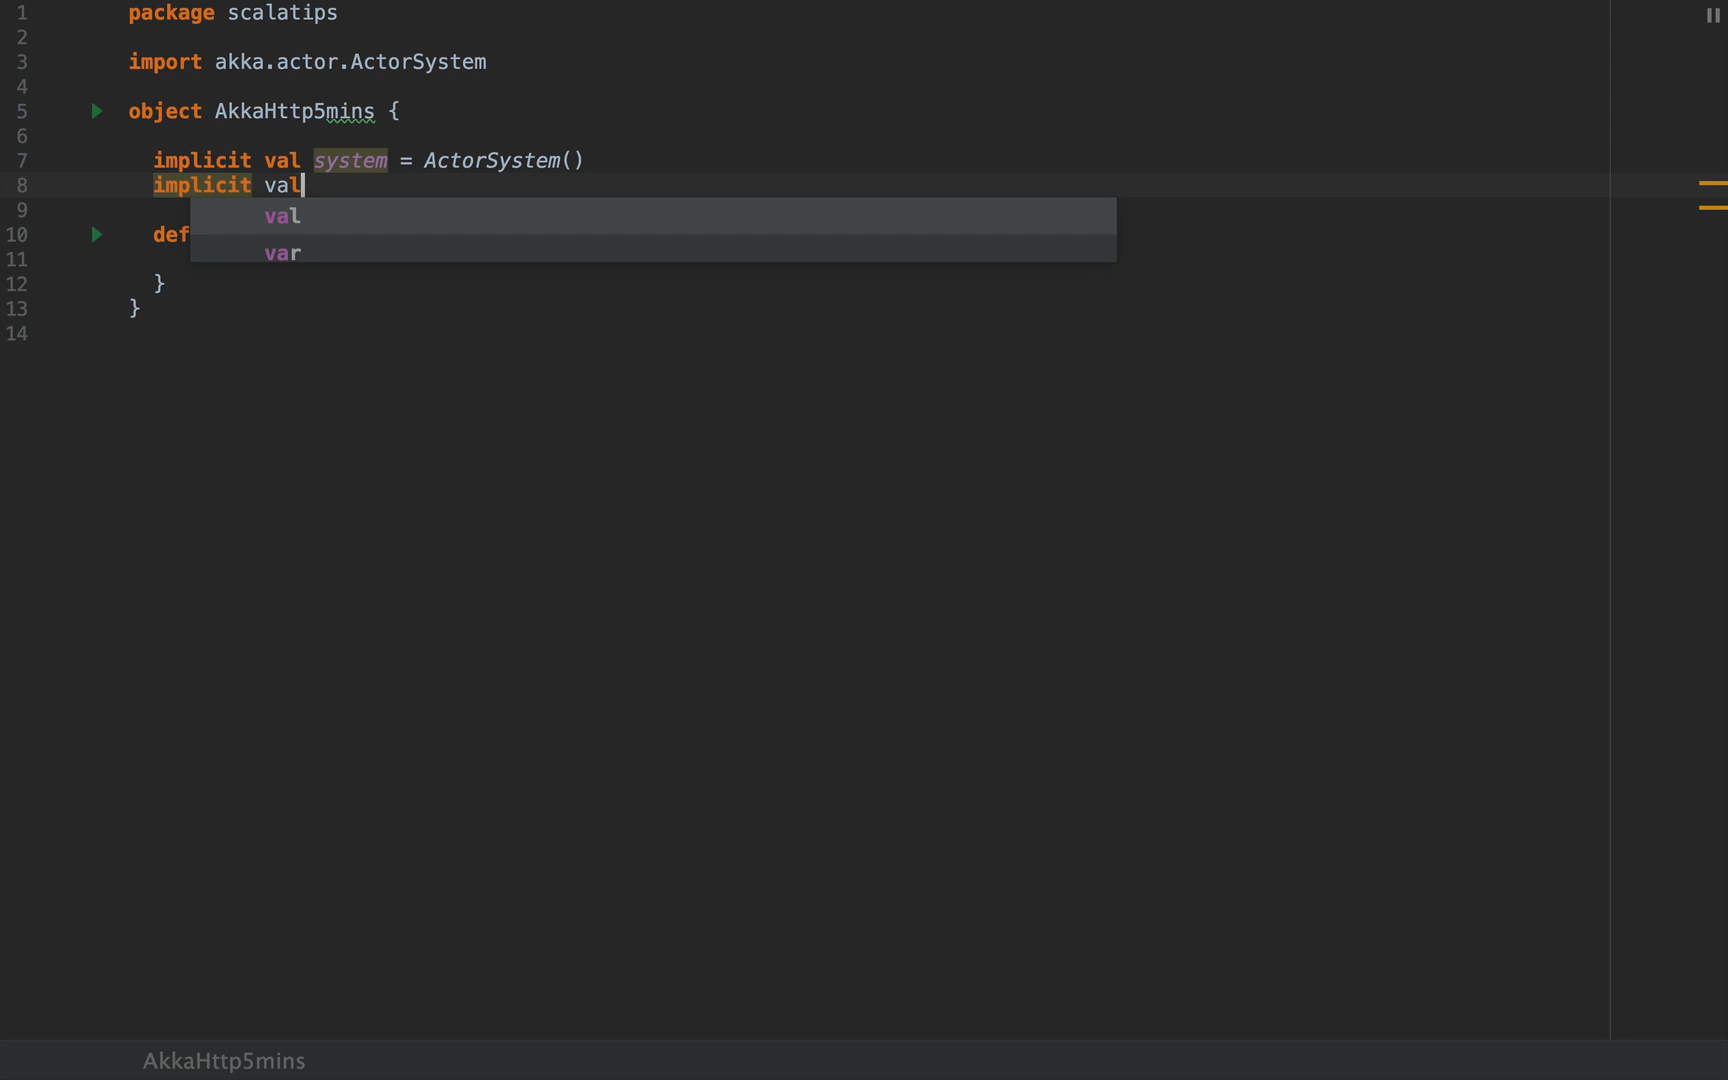 1 package scalatips
2
3 import akka.actor.ActorSystem
4
5 object AkkaHttp5mins {
6
7 implicit val system = ActorSystem()
8 implicit val
9 val
10 def
var
11
12 }
13 }
14
AkkaHttp5mins